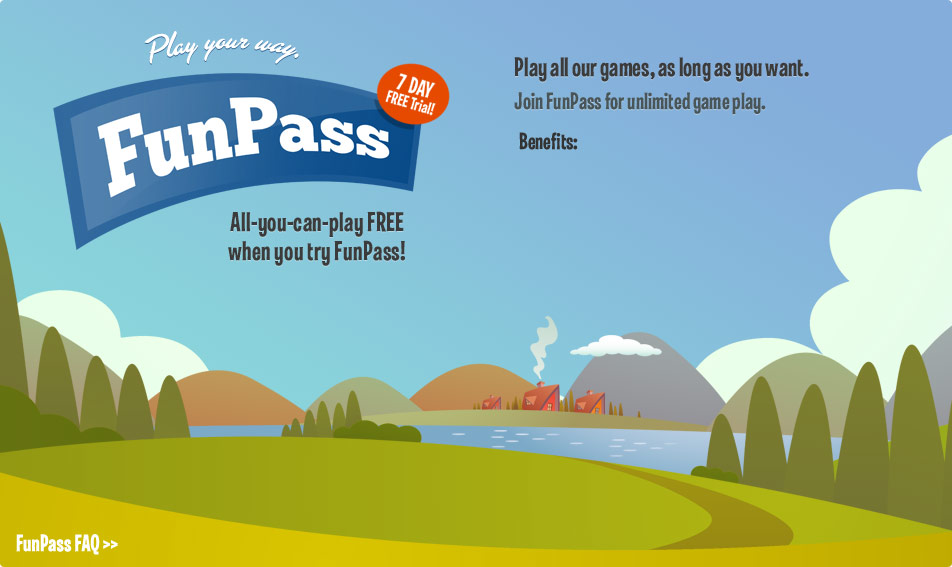 Play your way.
FunPass
7 DAY
FREE Trial!
All-you-can-play FREE
when you try FunPass!
Play all our games, as long as you want.
Join FunPass for unlimited game play.
Benefits:
FunPass FAQ >>